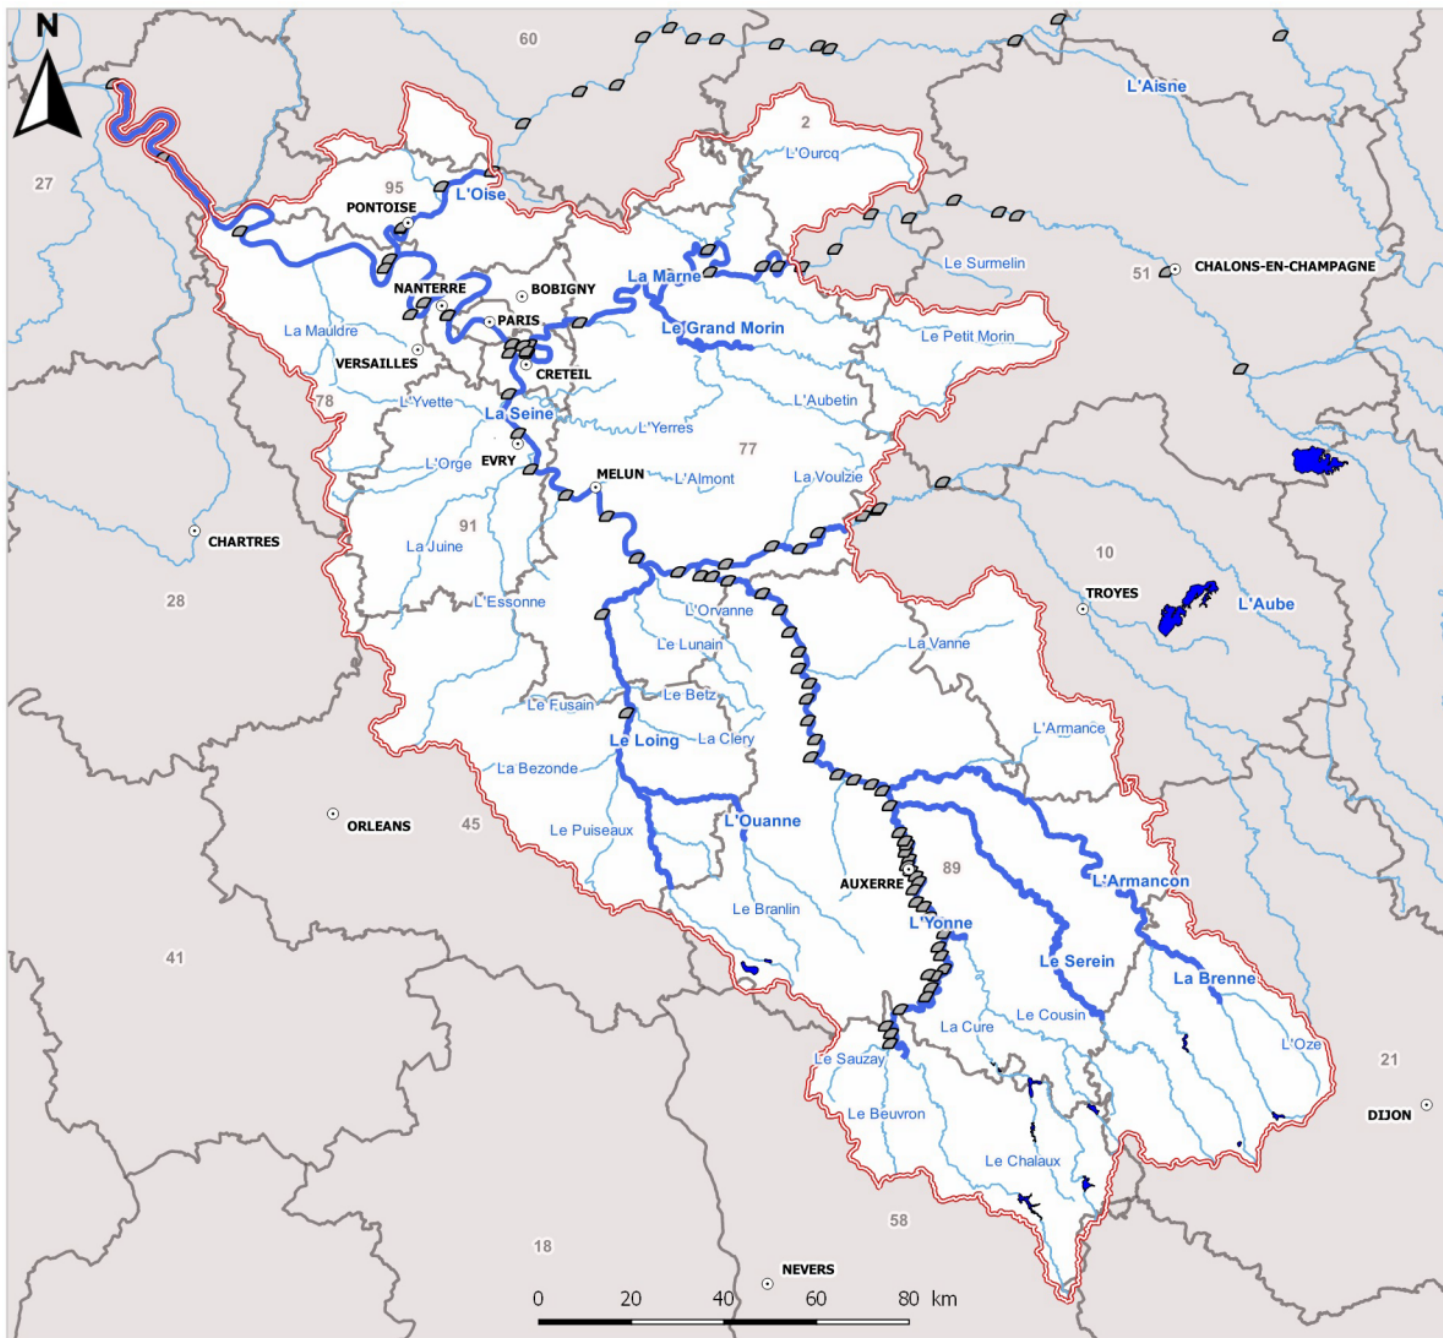 N
60
L'Aisne
2
L'Ourcq
27
95
L'Oise
PONTOISE
Le Surmelin
51
CHALONS-EN-CHAMPAGNE
La Marne
NANTERRE
BOBIGNY
PARIS
Le Grand Morin
La Mauldre
Le Petit Morin
VERSAILLES
CRETEIL
78
L'Yvette
La Seine
L'Aubetin
L'Yerres
77
EVRY
L'Orge
MELUN
L'Almont
La Voulzie
91
CHARTRES
La Juine
10
28
L'Essonne
L'Orvanne
TROYES
L'Aube
Le Lunain
La Vanne
Le Betz
Le Fusain
L'Armance
Le Loing
La Clery
La Bezonde
ORLEANS
45
Le Puiseaux
L'Ouanne
89
AUXERRE
L'Armancon
Le Branlin
L'Yonne
41
Le Serein
La Brenne
Le Cousin
La Cure
L'Oze
Le Sauzay
21
Le Beuvron
DIJON
Le Chalaux
58
18
NEVERS
0 20 40 60 80 km